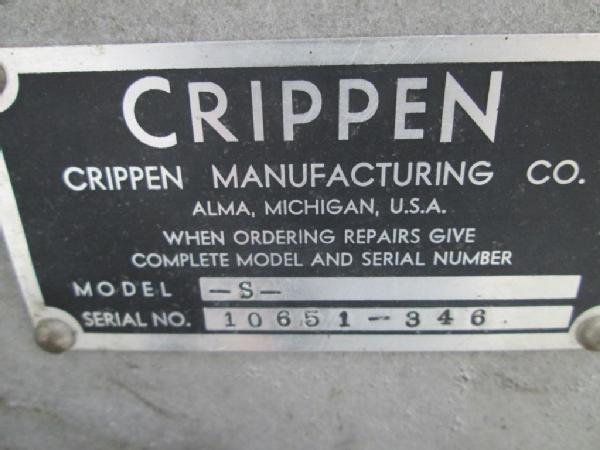 CRIPPEN
CRIPPEN MANUFACTURING CO.
ALMA, MICHIGAN, U.S.A.
WHEN ORDERING REPAIRS GIVE
COMPLETE MODEL AND SERIAL NUMBER
MODEL -S-
SERIAL NO. 10651-346